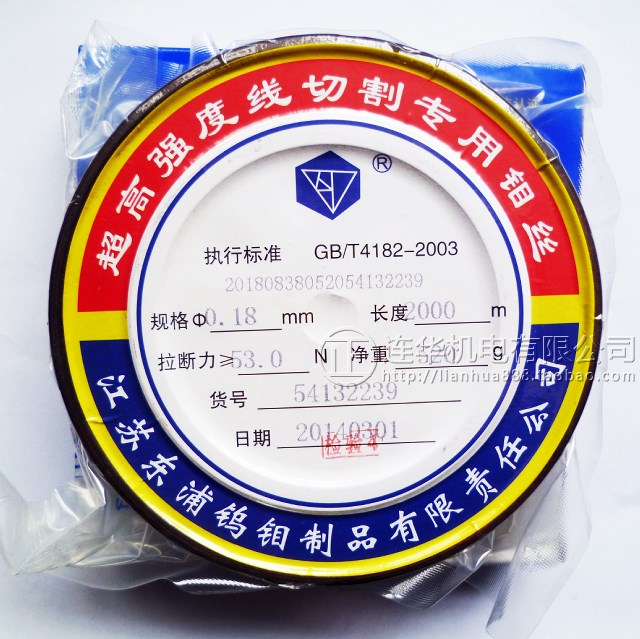 超高强度线切割专用钼丝
®
执行标准 GB/T4182-2003
20180838052054132239
规格Φ 0.18 mm 长度 2000 m
拉断力≥ 53.0 N 净重 520 g
货号 54132239
日期 20140301
江苏东浦钨钼制品有限责任公司
连华机电有限公司
http://lianhua888.taobao.com